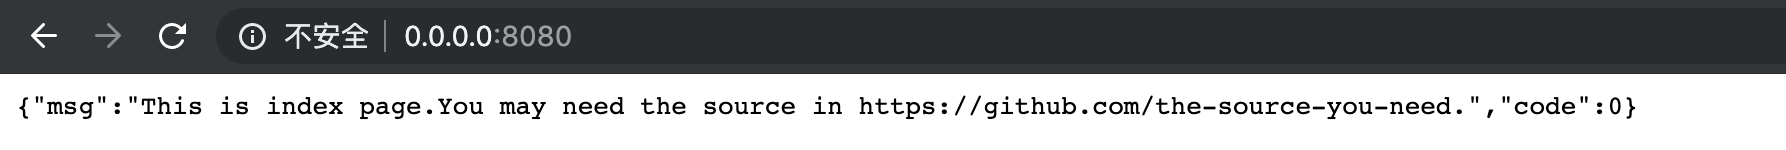 不安全 0.0.0.0:8080
{"msg":"This is index page.You may need the source in https://github.com/the-source-you-need.","code":0}